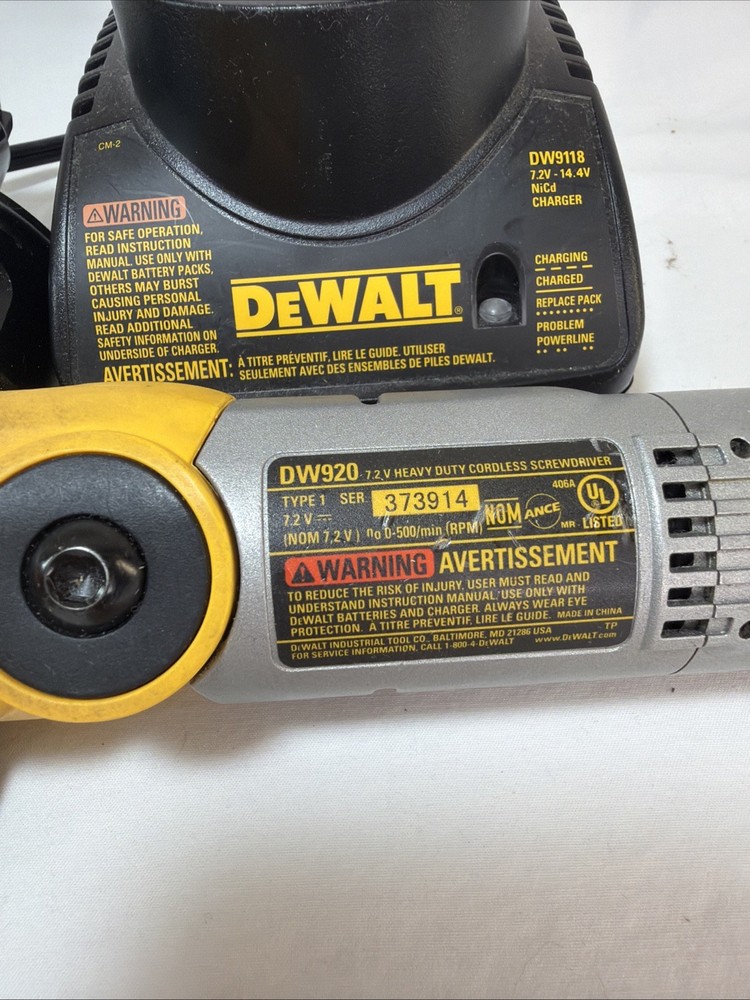 CM-2
DW9118
7.2V - 14.4V
NiCd
CHARGER
⚠WARNING
FOR SAFE OPERATION,
READ INSTRUCTION
MANUAL. USE ONLY WITH
DEWALT BATTERY PACKS,
OTHERS MAY BURST
CAUSING PERSONAL
INJURY AND DAMAGE.
READ ADDITIONAL
SAFETY INFORMATION ON
UNDERSIDE OF CHARGER.
DEWALT®
CHARGING
CHARGED
REPLACE PACK
PROBLEM
POWERLINE
AVERTISSEMENT: À TITRE PRÉVENTIF, LIRE LE GUIDE. UTILISER
SEULEMENT AVEC DES ENSEMBLES DE PILES DEWALT.
DW920 7.2 V HEAVY DUTY CORDLESS SCREWDRIVER
TYPE 1 SER. 373914
406A
7.2 V ⎓
(NOM 7,2 V) no 0-500/min (RPM)
NOM ANCE
MR
UL
LISTED
⚠WARNING AVERTISSEMENT
TO REDUCE THE RISK OF INJURY, USER MUST READ AND
UNDERSTAND INSTRUCTION MANUAL. USE ONLY
DEWALT BATTERIES AND CHARGER. ALWAYS WEAR EYE
PROTECTION. À TITRE PRÉVENTIF, LIRE LE GUIDE. MADE IN CHINA
TP
DEWALT INDUSTRIAL TOOL CO., BALTIMORE, MD 21286 USA
FOR SERVICE INFORMATION, CALL 1-800-4-DEWALT www.DEWALT.com